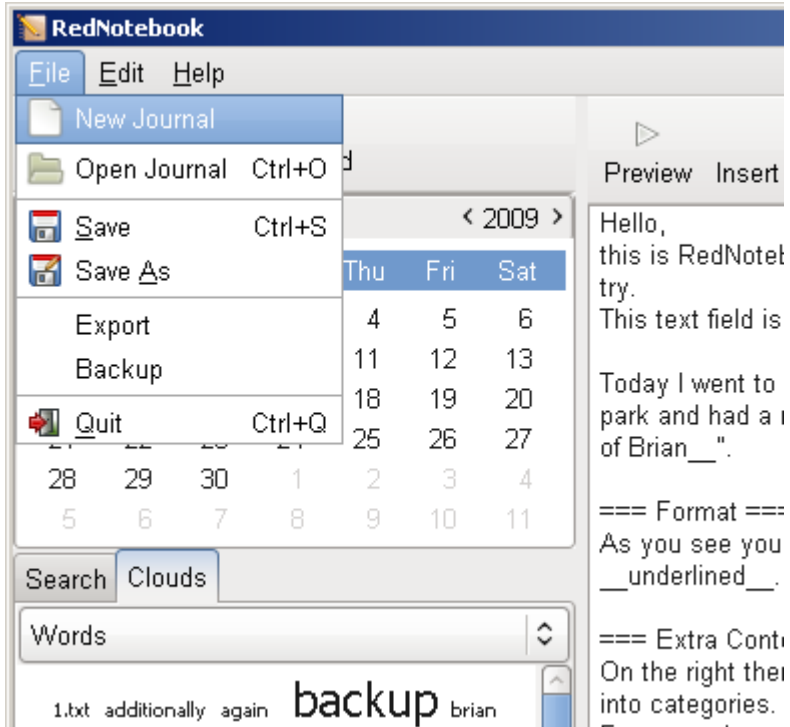 RedNotebook
File Edit Help
New Journal
Open Journal Ctrl+O
Save Ctrl+S
Save As
Export
Backup
Quit Ctrl+Q
Preview Insert
< 2009 >
Thu Fri Sat
4 5 6
11 12 13
18 19 20
25 26 27
28 29 30 1 2 3 4
5 6 7 8 9 10 11
Search Clouds
Words
1.txt additionally again backup brian
Hello,
this is RedNoteb
try.
This text field is
Today I went to
park and had a
of Brian__".
=== Format ===
As you see you
__underlined__.
=== Extra Cont
On the right the
into categories.